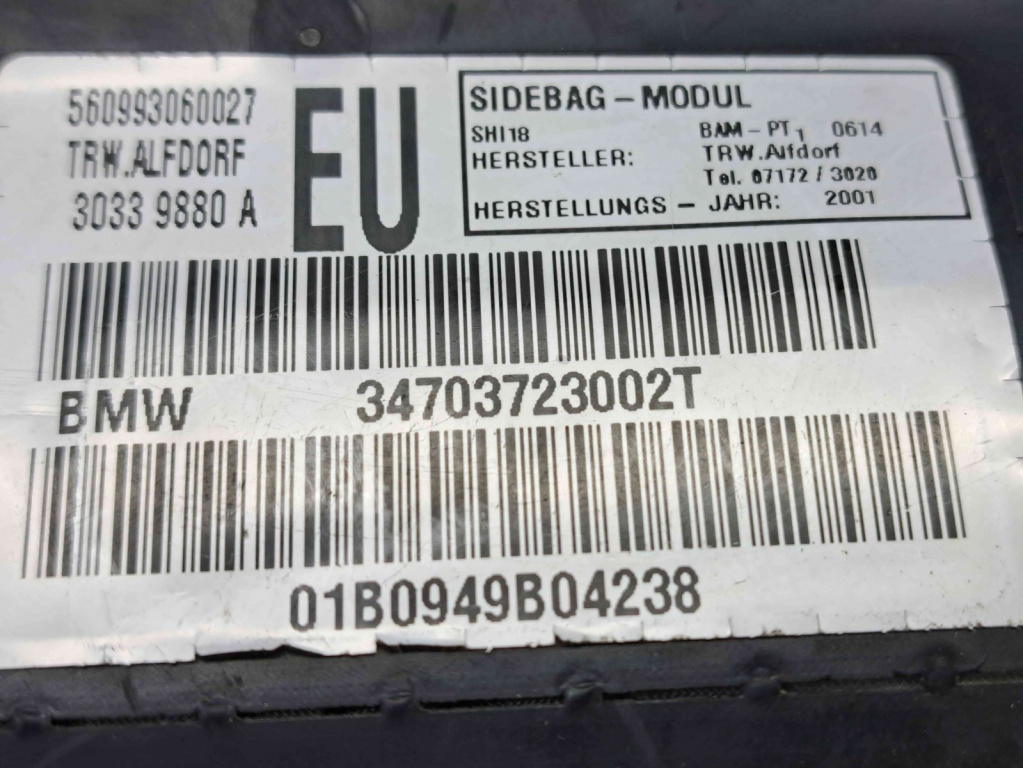 560993060027
TRW.ALFDORF
3033 9880 A
EU
SIDEBAG - MODUL
SHI18 BAM - PT1 0614
HERSTELLER: TRW.Alfdorf
Tel. 07172 / 3020
HERSTELLUNGS - JAHR: 2001
BMW 34703723002T
01B0949B04238